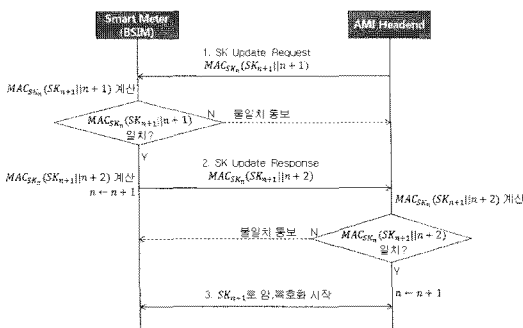 Smart Meter
(BSIM)
AMI Headend
1. SK Update Request
MAC_{SK_n}(SK_{n+1}||n+1)
MAC_{SK_n}(SK_{n+1}||n+1) 계산
MAC_{SK_n}(SK_{n+1}||n+1)
일치?
N
불일치 통보
Y
2. SK Update Response
MAC_{SK_n}(SK_{n+1}||n+2)
MAC_{SK_n}(SK_{n+1}||n+2) 계산
n ← n+1
MAC_{SK_n}(SK_{n+1}||n+2) 계산
불일치 통보
N
MAC_{SK_n}(SK_{n+1}||n+2)
일치?
Y
3. SK_{n+1}로 암,복호화 시작
n ← n+1